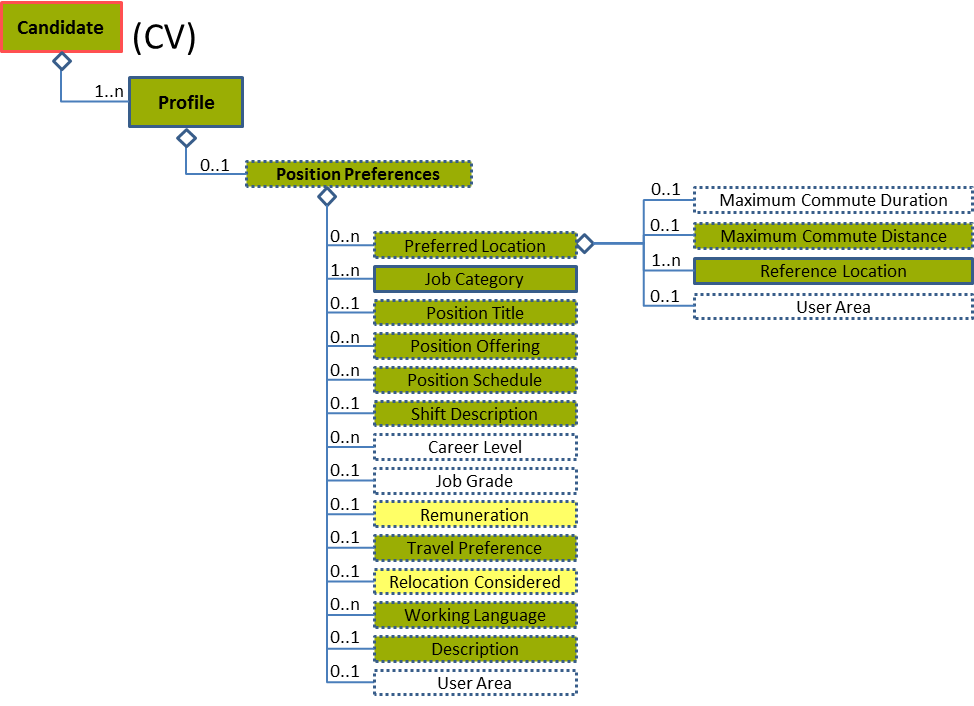 Candidate
(CV)
1..n
Profile
0..1
Position Preferences
0..n
Preferred Location
0..1
Maximum Commute Duration
0..1
Maximum Commute Distance
1..n
Reference Location
0..1
User Area
1..n
Job Category
0..1
Position Title
0..n
Position Offering
0..n
Position Schedule
0..1
Shift Description
0..n
Career Level
0..1
Job Grade
0..1
Remuneration
0..1
Travel Preference
0..1
Relocation Considered
0..n
Working Language
0..1
Description
0..1
User Area